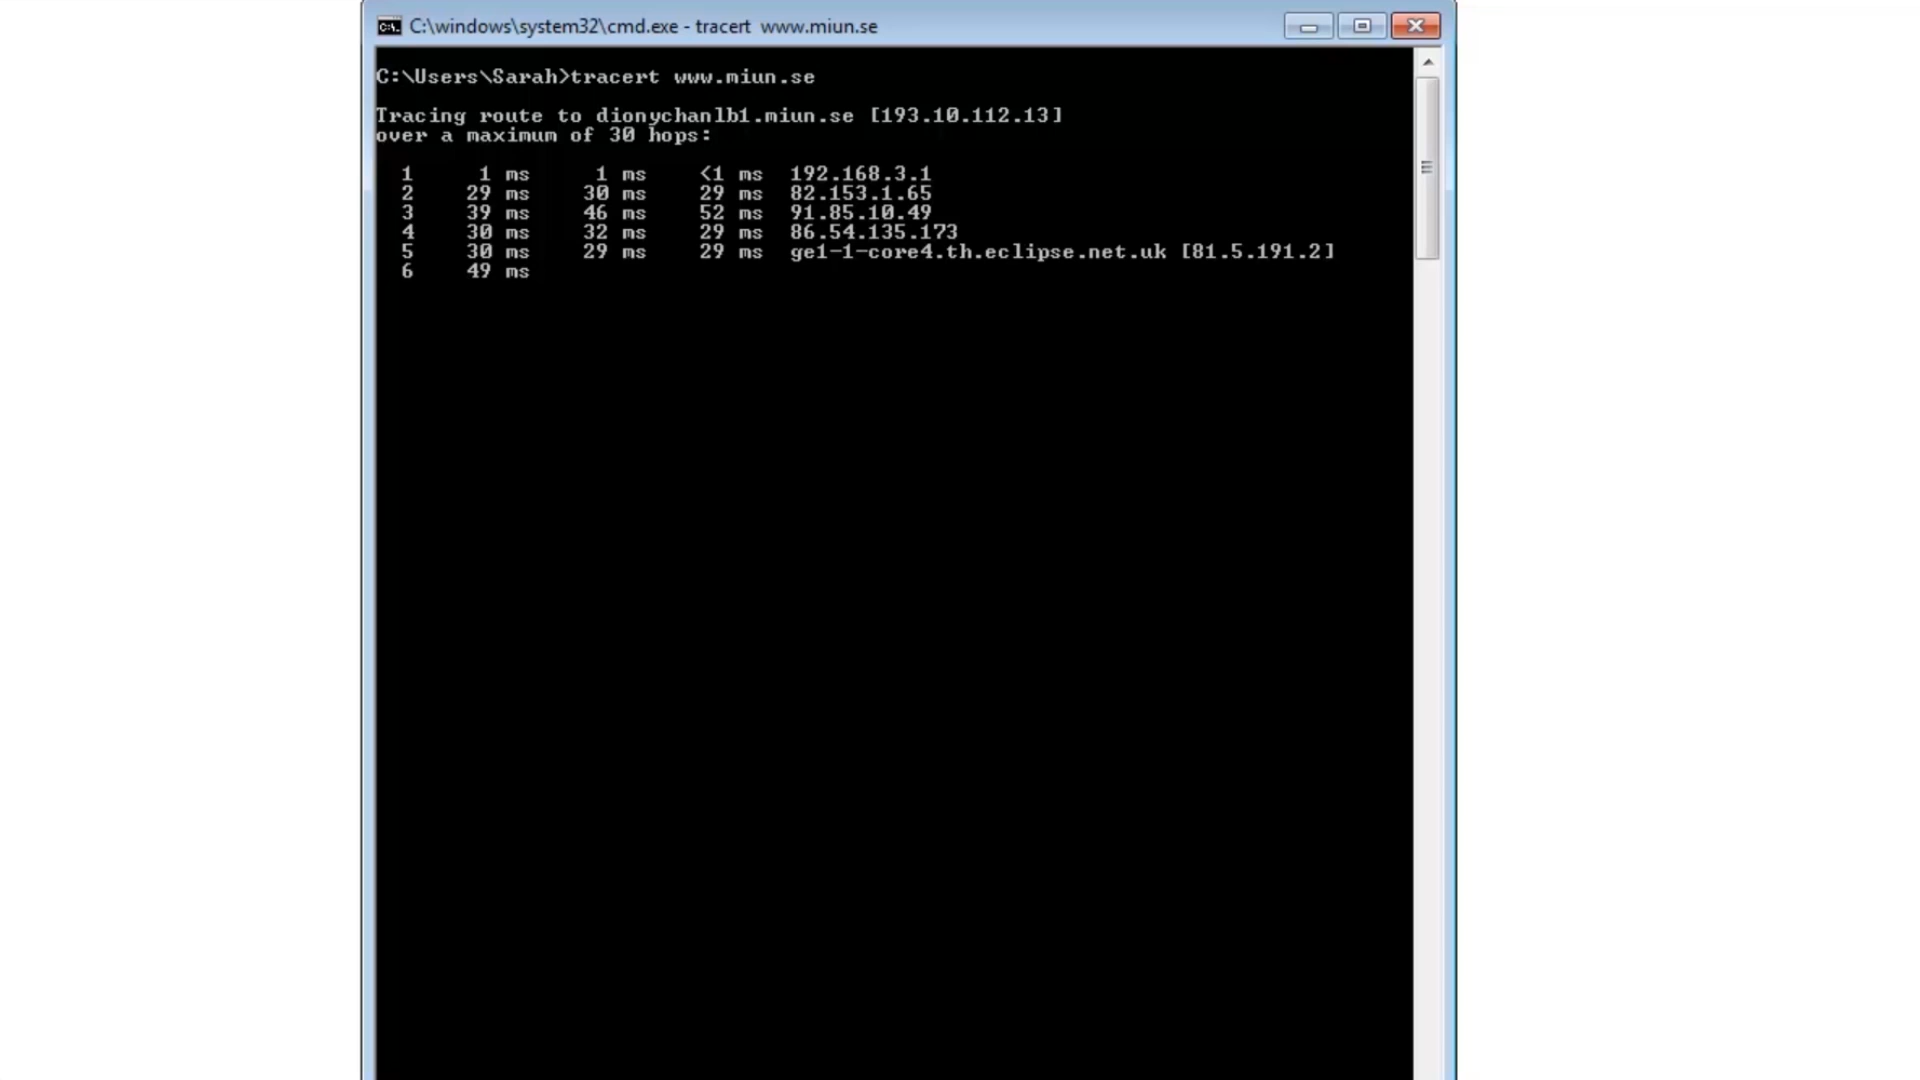 C:\windows\system32\cmd.exe - tracert  www.miun.se
C:\Users\Sarah>tracert www.miun.se
Tracing route to dionychanlb1.miun.se [193.10.112.13]
over a maximum of 30 hops:
1     1 ms     1 ms    <1 ms  192.168.3.1
2    29 ms    30 ms    29 ms  82.153.1.65
3    39 ms    46 ms    52 ms  91.85.10.49
4    30 ms    32 ms    29 ms  86.54.135.173
5    30 ms    29 ms    29 ms  ge1-1-core4.th.eclipse.net.uk [81.5.191.2]
6    49 ms